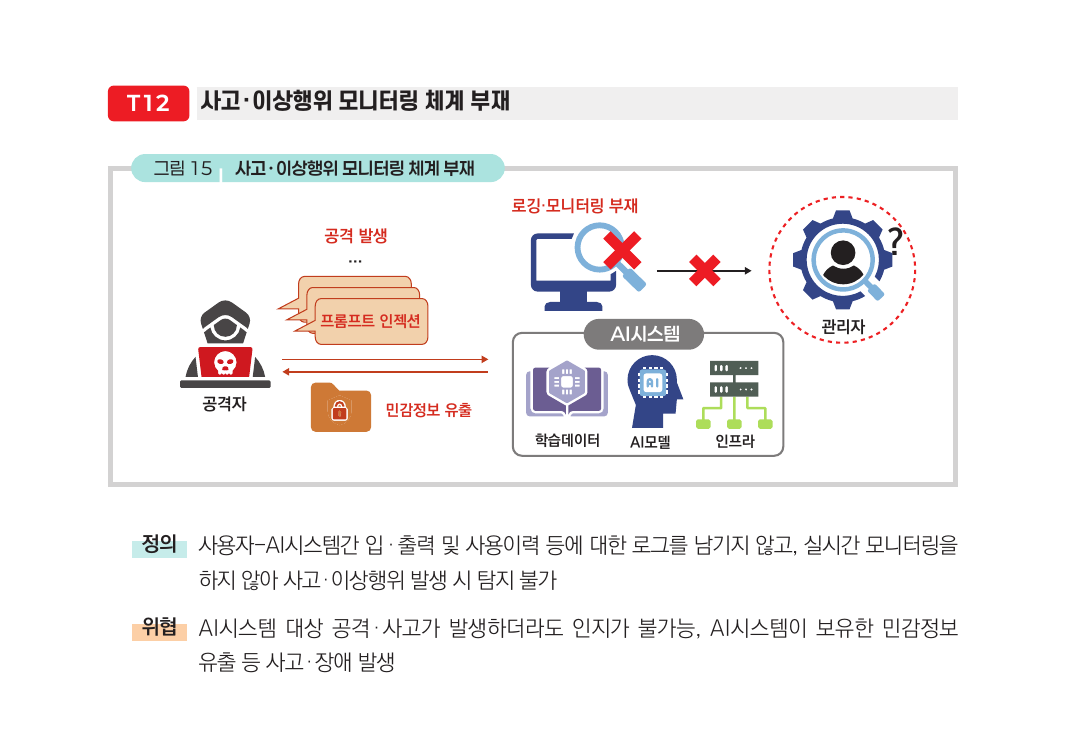 T12 사고·이상행위 모니터링 체계 부재
그림 15 사고·이상행위 모니터링 체계 부재
로깅·모니터링 부재
공격 발생
...
프롬프트 인젝션
?
관리자
AI시스템
AI
공격자
민감정보 유출
학습데이터
AI모델
인프라
정의 사용자-AI시스템간 입·출력 및 사용이력 등에 대한 로그를 남기지 않고, 실시간 모니터링을
하지 않아 사고·이상행위 발생 시 탐지 불가
위협 AI시스템 대상 공격·사고가 발생하더라도 인지가 불가능, AI시스템이 보유한 민감정보
유출 등 사고·장애 발생